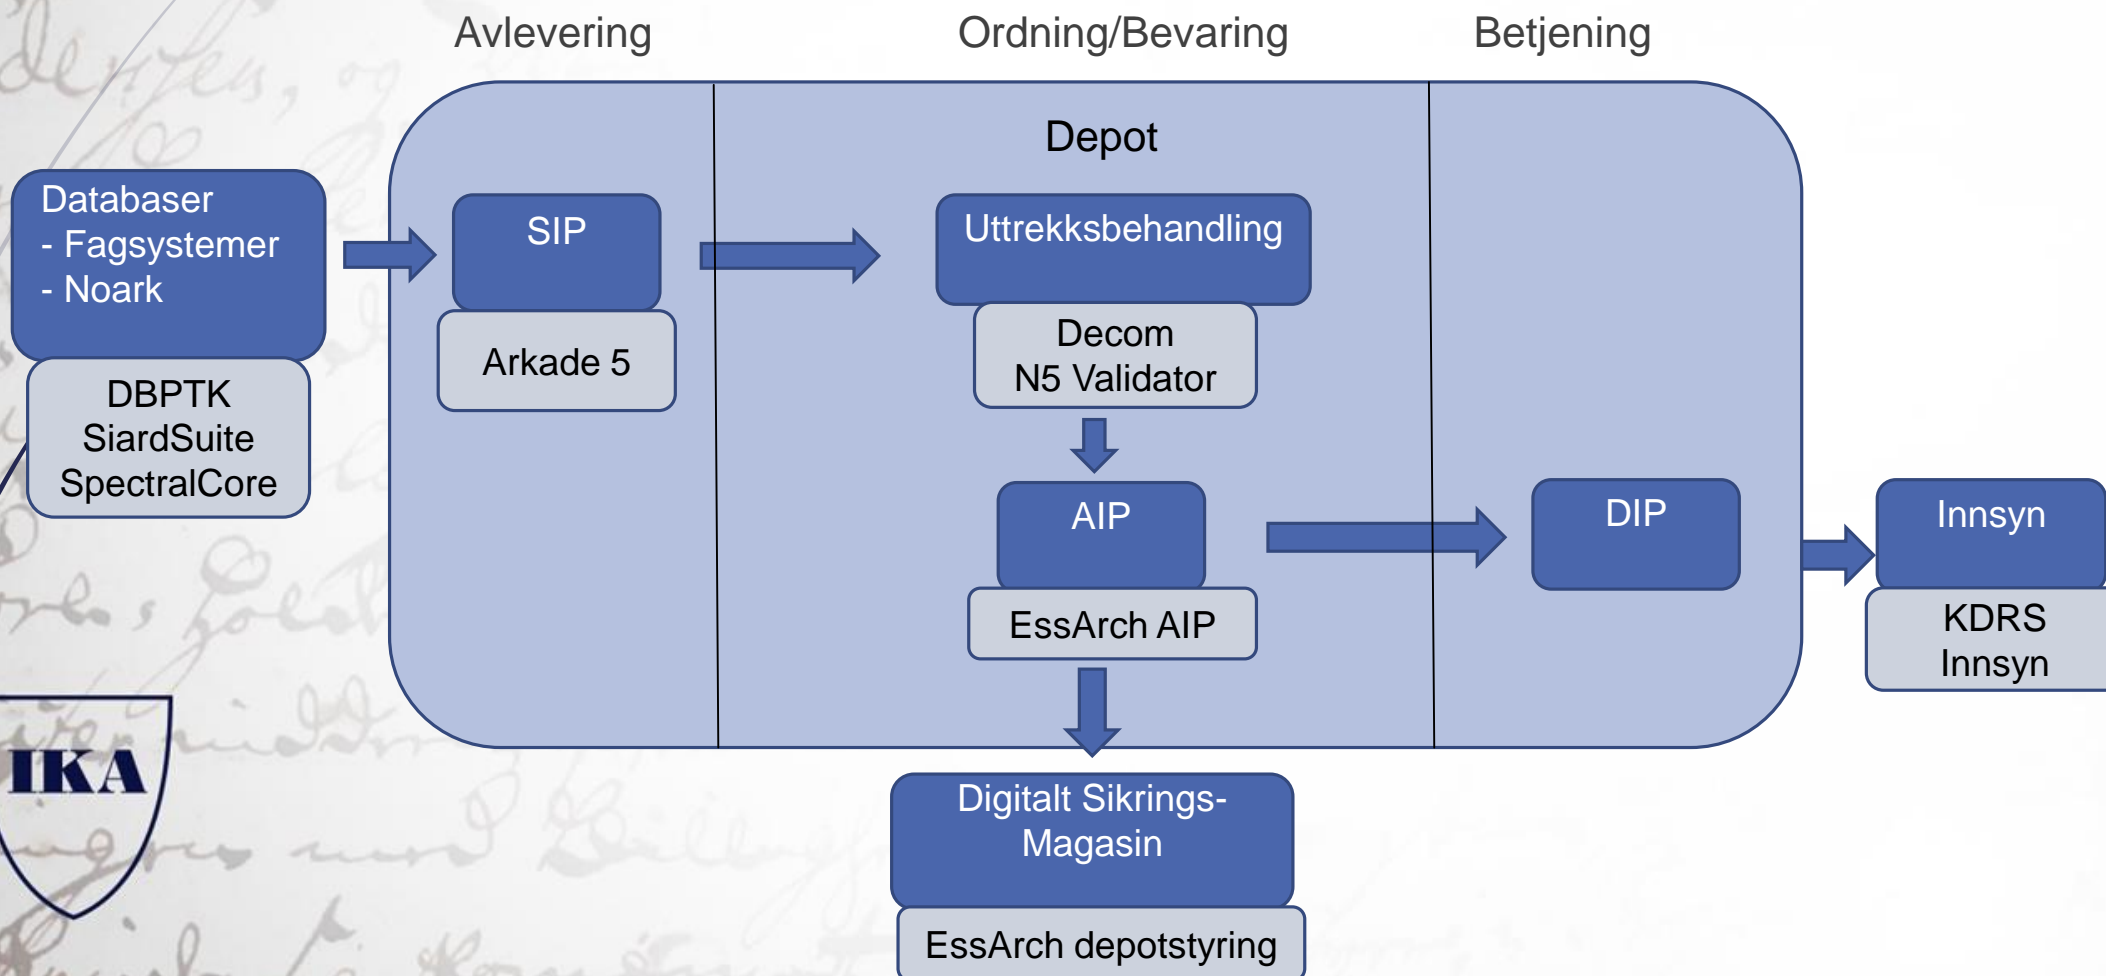 Avlevering
Ordning/Bevaring
Betjening
Depot
Databaser
- Fagsystemer
- Noark
DBPTK
SiardSuite
SpectralCore
SIP
Arkade 5
Uttrekksbehandling
Decom
N5 Validator
AIP
EssArch AIP
DIP
Innsyn
KDRS
Innsyn
Digitalt Sikrings-
Magasin
EssArch depotstyring
IKA